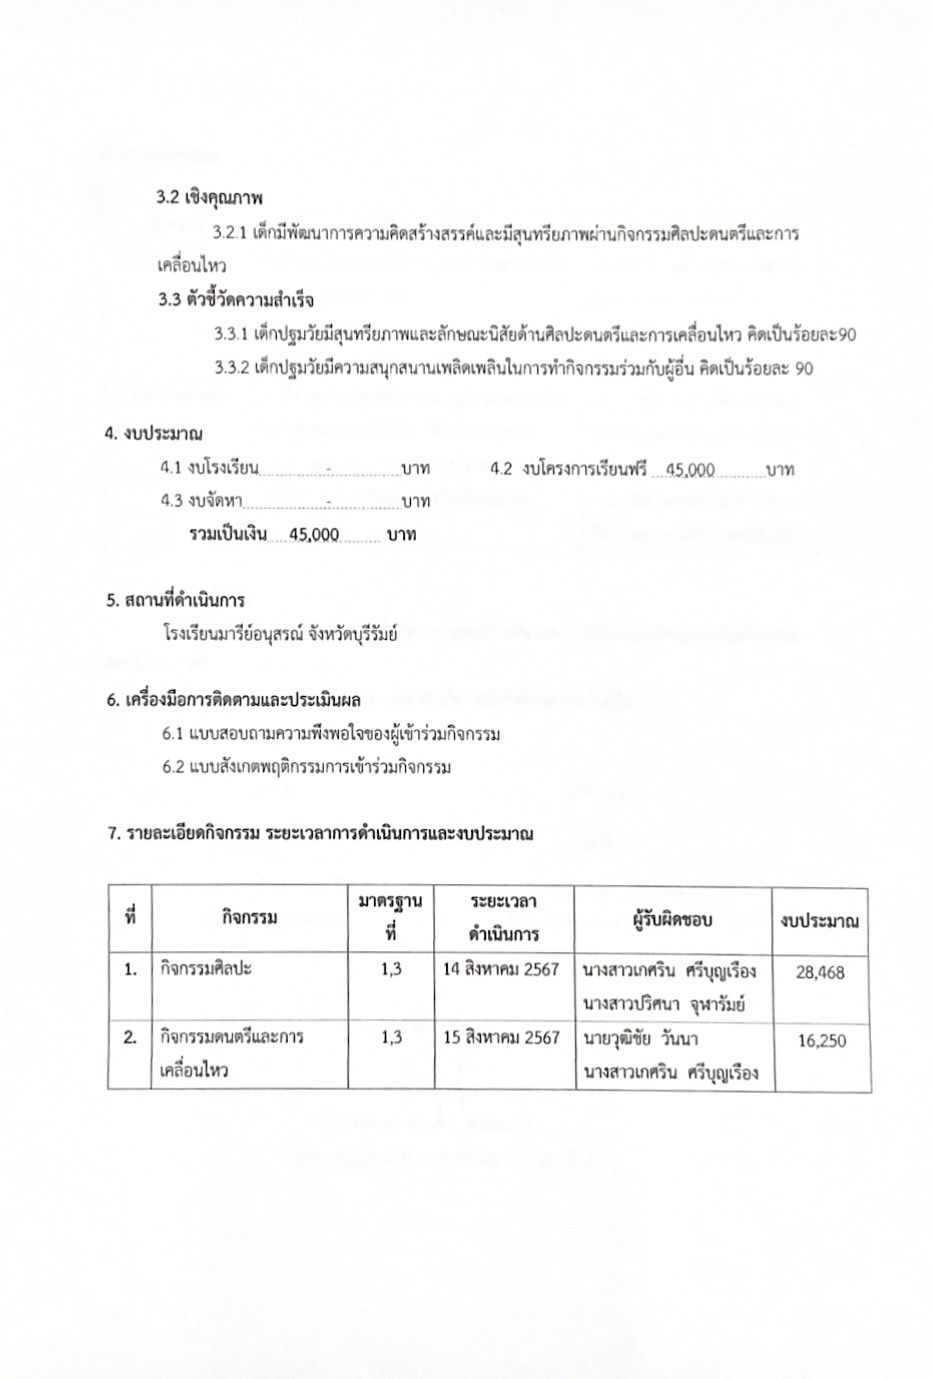 3.2 เชิงคุณภาพ
3.2.1 เด็กมีพัฒนาการความคิดสร้างสรรค์และมีสุนทรียภาพผ่านกิจกรรมศิลปะดนตรีและการ
เคลื่อนไหว
3.3 ตัวชี้วัดความสำเร็จ
3.3.1 เด็กปฐมวัยมีสุนทรียภาพและลักษณะนิสัยด้านศิลปะดนตรีและการเคลื่อนไหว คิดเป็นร้อยละ90
3.3.2 เด็กปฐมวัยมีความสนุกสนานเพลิดเพลินในการทำกิจกรรมร่วมกับผู้อื่น คิดเป็นร้อยละ 90
4. งบประมาณ
4.1 งบโรงเรียน - บาท 4.2 งบโครงการเรียนฟรี 45,000 บาท
4.3 งบจัดหา - บาท
รวมเป็นเงิน 45,000 บาท
5. สถานที่ดำเนินการ
โรงเรียนมารีย์อนุสรณ์ จังหวัดบุรีรัมย์
6. เครื่องมือการติดตามและประเมินผล
6.1 แบบสอบถามความพึงพอใจของผู้เข้าร่วมกิจกรรม
6.2 แบบสังเกตพฤติกรรมการเข้าร่วมกิจกรรม
7. รายละเอียดกิจกรรม ระยะเวลาการดำเนินการและงบประมาณ
ที่ กิจกรรม มาตรฐาน ระยะเวลา ผู้รับผิดชอบ งบประมาณ
ที่ ดำเนินการ
1. กิจกรรมศิลปะ 1,3 14 สิงหาคม 2567 นางสาวเกศริน ศรีบุญเรือง 28,468
นางสาวปริศนา จุฬารัมย์
2. กิจกรรมดนตรีและการ 1,3 15 สิงหาคม 2567 นายวุฒิชัย วันนา 16,250
เคลื่อนไหว นางสาวเกศริน ศรีบุญเรือง